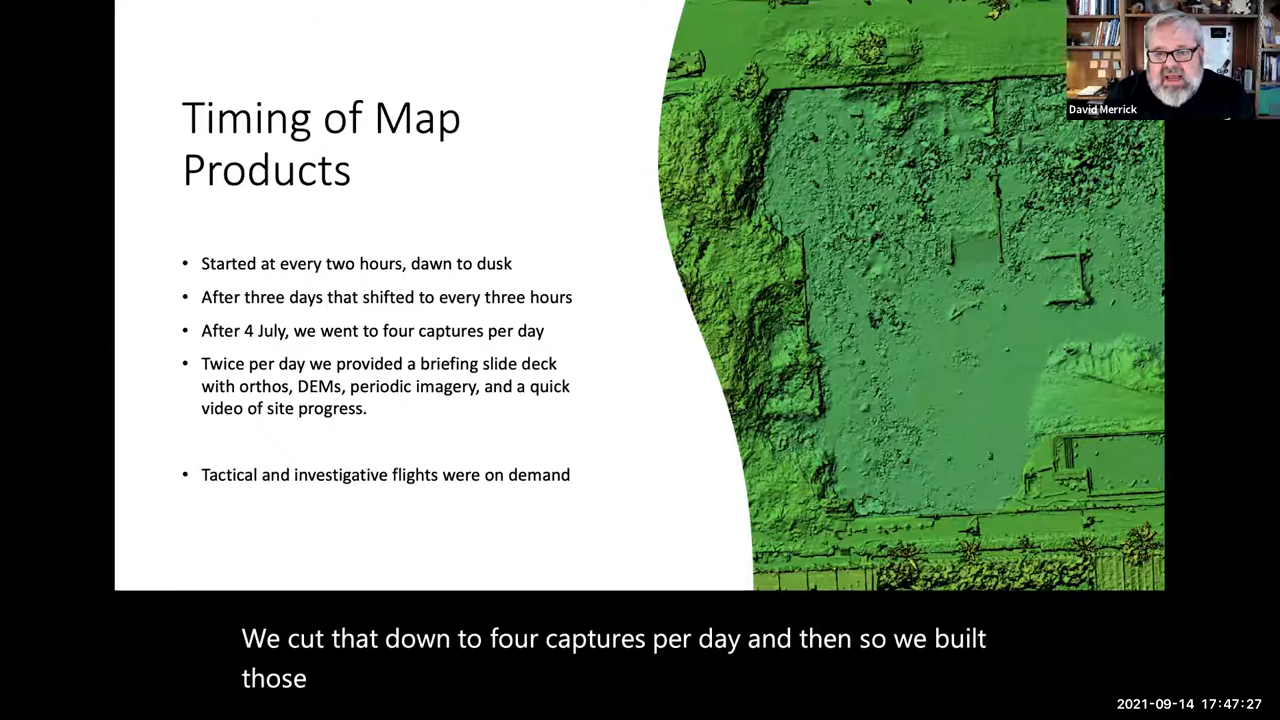 Timing of Map
Products
• Started at every two hours, dawn to dusk
• After three days that shifted to every three hours
• After 4 July, we went to four captures per day
• Twice per day we provided a briefing slide deck
with orthos, DEMs, periodic imagery, and a quick
video of site progress.
• Tactical and investigative flights were on demand
David Merrick
We cut that down to four captures per day and then so we built
those
2021-09-14 17:47:27